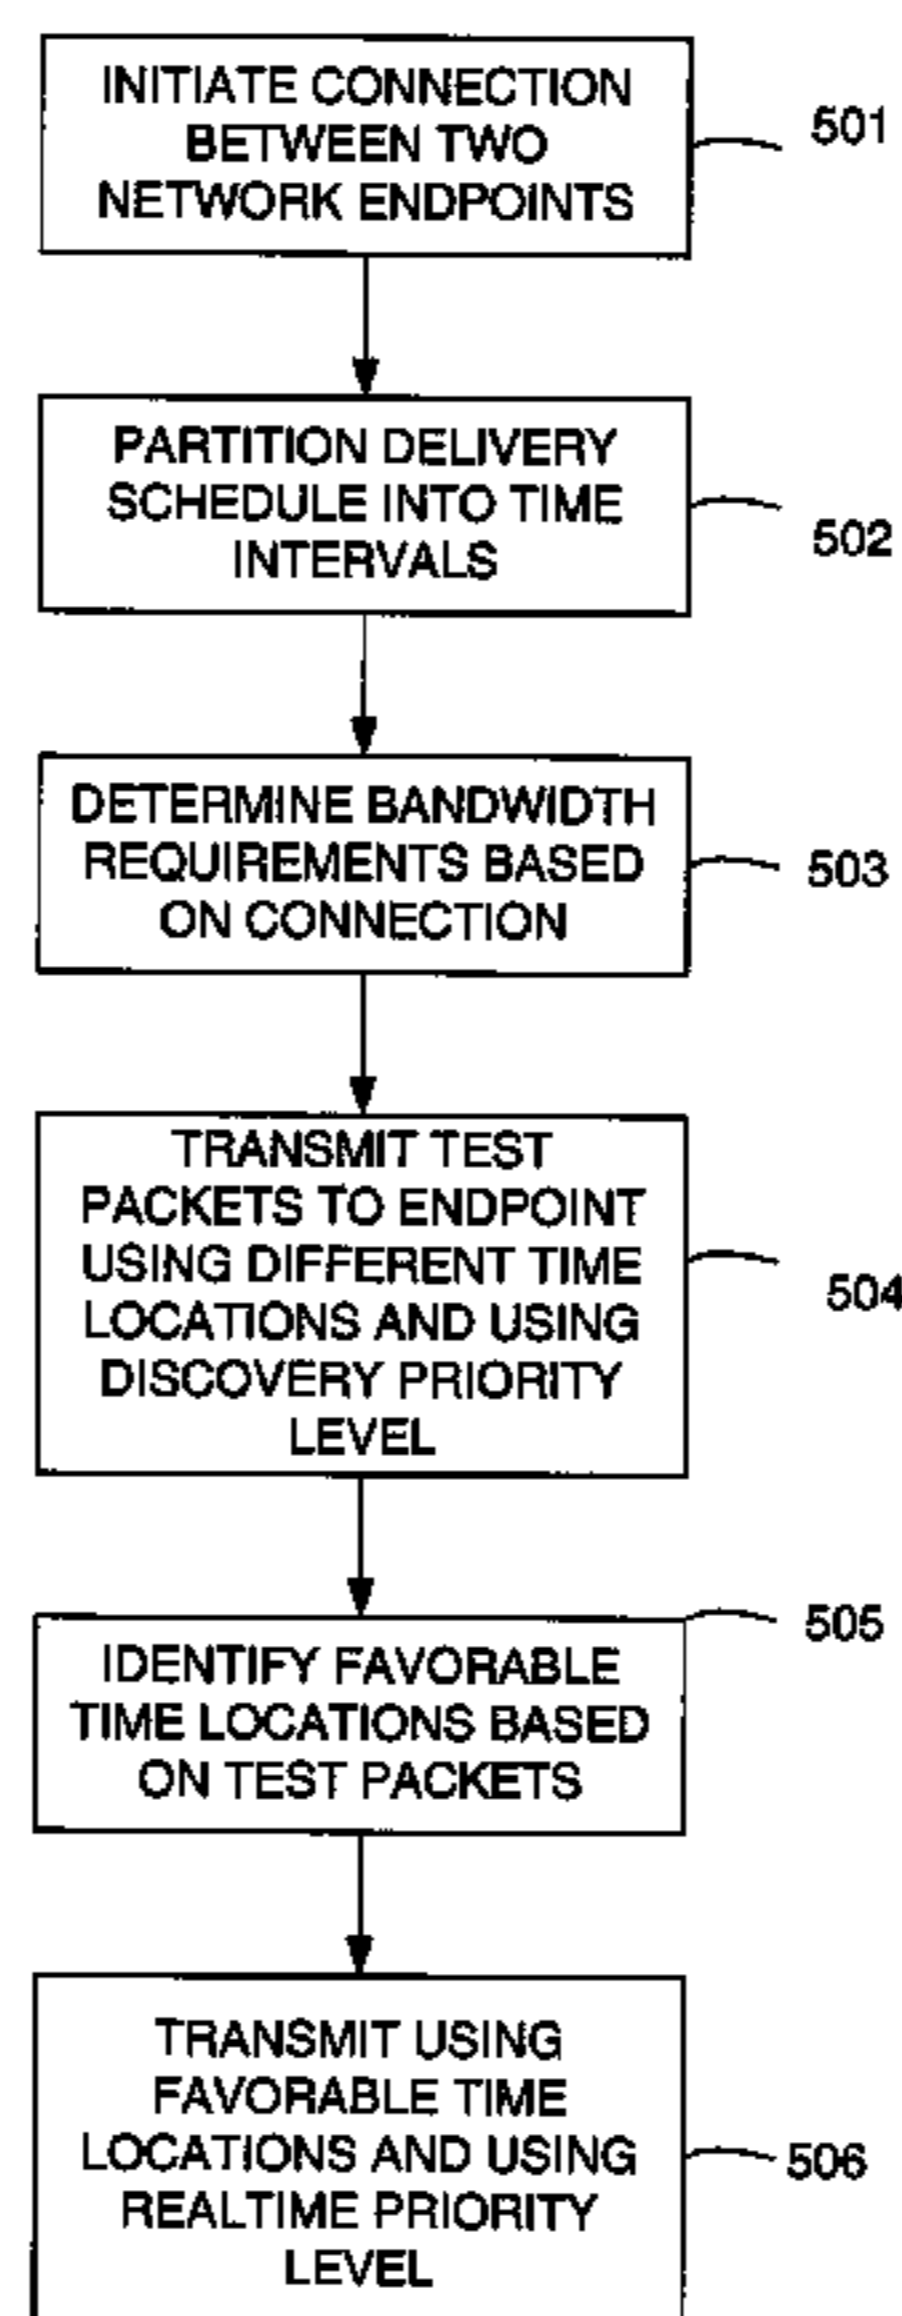 INITIATE CONNECTION
BETWEEN TWO
NETWORK ENDPOINTS
501
PARTITION DELIVERY
SCHEDULE INTO TIME
INTERVALS
502
DETERMINE BANDWIDTH
REQUIREMENTS BASED
ON CONNECTION
503
TRANSMIT TEST
PACKETS TO ENDPOINT
USING DIFFERENT TIME
LOCATIONS AND USING
DISCOVERY PRIORITY
LEVEL
504
505
IDENTIFY FAVORABLE
TIME LOCATIONS BASED
ON TEST PACKETS
TRANSMIT USING
FAVORABLE TIME
LOCATIONS AND USING
REALTIME PRIORITY
LEVEL
506